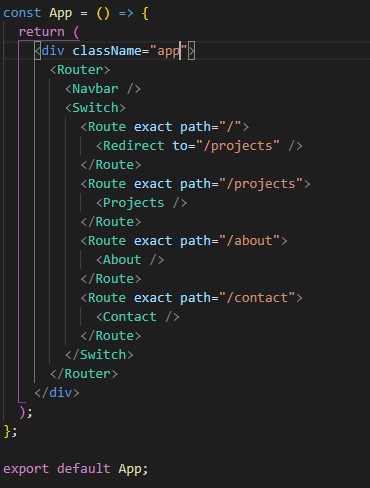 const App = () => {
  return (
    <div className="app">
      <Router>
        <Navbar />
        <Switch>
          <Route exact path="/">
            <Redirect to="/projects" />
          </Route>
          <Route exact path="/projects">
            <Projects />
          </Route>
          <Route exact path="/about">
            <About />
          </Route>
          <Route exact path="/contact">
            <Contact />
          </Route>
        </Switch>
      </Router>
    </div>
  );
};

export default App;